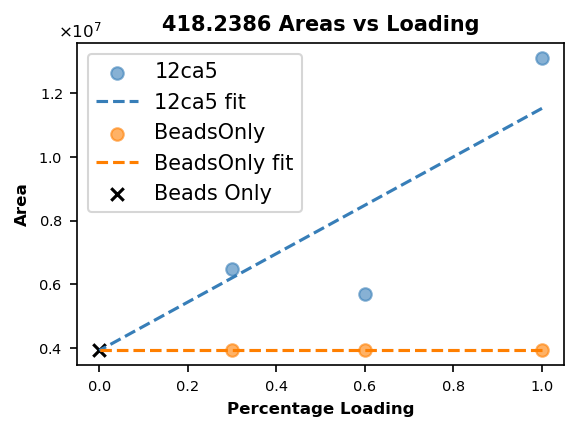 418.2386 Areas vs Loading
×10⁷
12ca5
12ca5 fit
BeadsOnly
BeadsOnly fit
Beads Only
1.2
1.0
0.8
0.6
0.4
Area
0.0 0.2 0.4 0.6 0.8 1.0
Percentage Loading